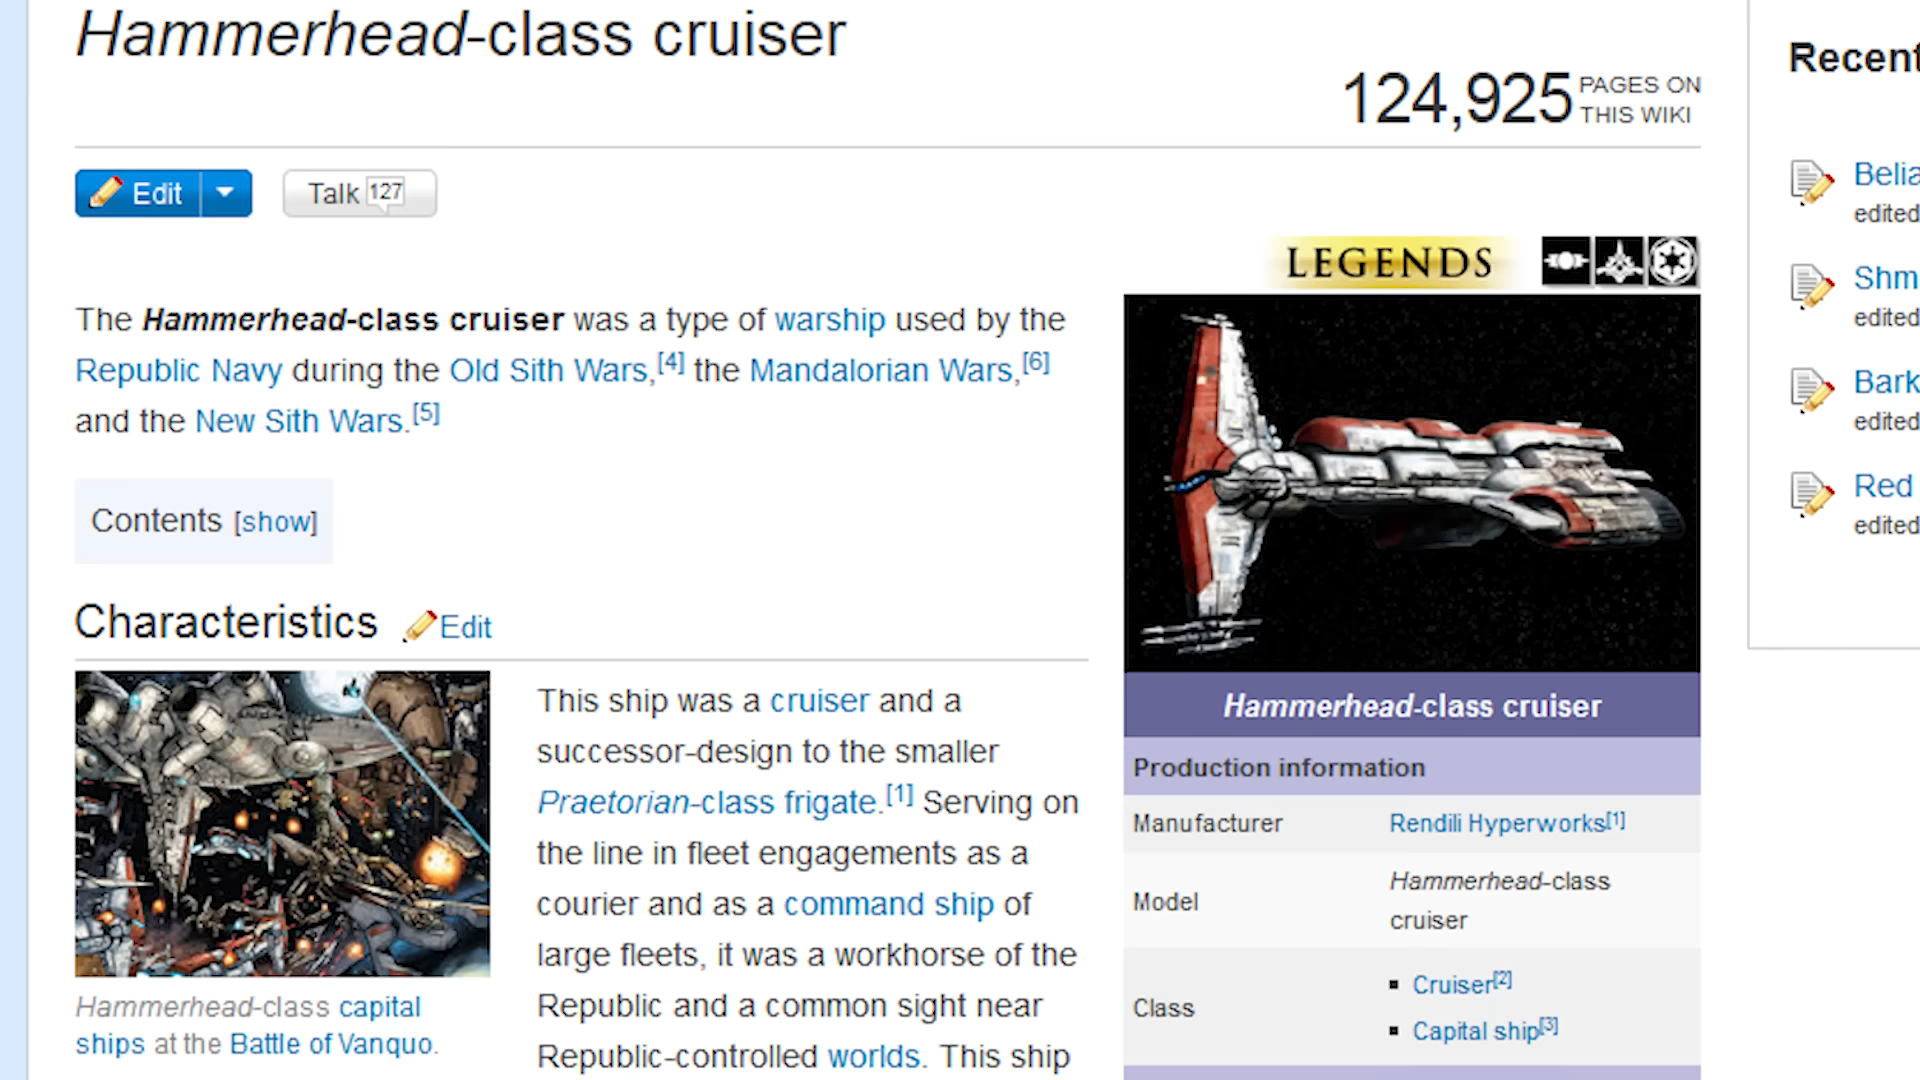 Hammerhead-class cruiser
124,925 PAGES ON
THIS WIKI
Edit
Talk 127
LEGENDS
The Hammerhead-class cruiser was a type of warship used by the
Republic Navy during the Old Sith Wars,[4] the Mandalorian Wars,[6]
and the New Sith Wars.[5]
Contents [show]
Characteristics Edit
Hammerhead-class capital
ships at the Battle of Vanquo.
This ship was a cruiser and a
successor-design to the smaller
Praetorian-class frigate.[1] Serving on
the line in fleet engagements as a
courier and as a command ship of
large fleets, it was a workhorse of the
Republic and a common sight near
Republic-controlled worlds. This ship
Hammerhead-class cruiser
Production information
Manufacturer Rendili Hyperworks[1]
Model Hammerhead-class
cruiser
Class
Cruiser[2]
Capital ship[3]
Recent
Belia
edited
Shm
edited
Bark
edited
Red
edited